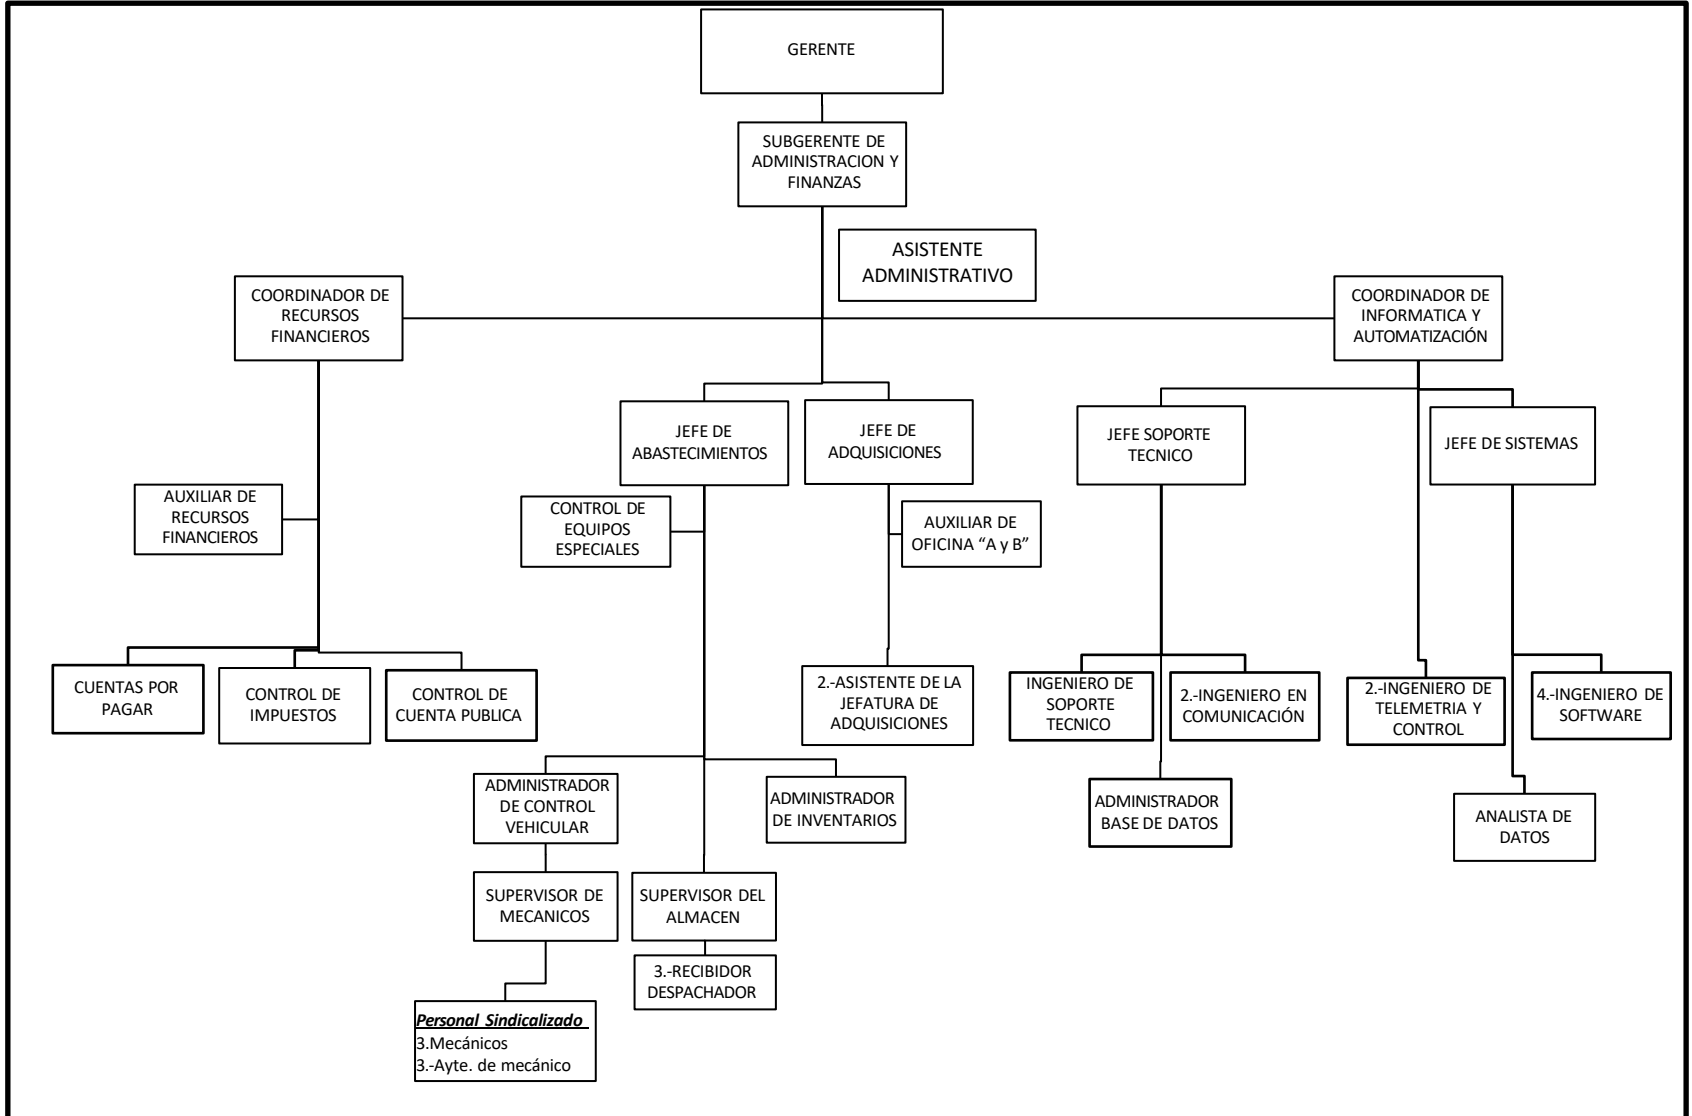 GERENTE
SUBGERENTE DE
ADMINISTRACION Y
FINANZAS
ASISTENTE
ADMINISTRATIVO
COORDINADOR DE
RECURSOS
FINANCIEROS
COORDINADOR DE
INFORMATICA Y
AUTOMATIZACIÓN
JEFE DE
ABASTECIMIENTOS
JEFE DE
ADQUISICIONES
JEFE SOPORTE
TECNICO
JEFE DE SISTEMAS
AUXILIAR DE
RECURSOS
FINANCIEROS
CONTROL DE
EQUIPOS
ESPECIALES
AUXILIAR DE
OFICINA “A y B”
CUENTAS POR
PAGAR
CONTROL DE
IMPUESTOS
CONTROL DE
CUENTA PUBLICA
2.-ASISTENTE DE LA
JEFATURA DE
ADQUISICIONES
INGENIERO DE
SOPORTE
TECNICO
2.-INGENIERO EN
COMUNICACIÓN
2.-INGENIERO DE
TELEMETRIA Y
CONTROL
4.-INGENIERO DE
SOFTWARE
ADMINISTRADOR
DE CONTROL
VEHICULAR
ADMINISTRADOR
DE INVENTARIOS
ADMINISTRADOR
BASE DE DATOS
ANALISTA DE
DATOS
SUPERVISOR DE
MECANICOS
SUPERVISOR DEL
ALMACEN
3.-RECIBIDOR
DESPACHADOR
Personal Sindicalizado
3.Mecánicos
3.-Ayte. de mecánico